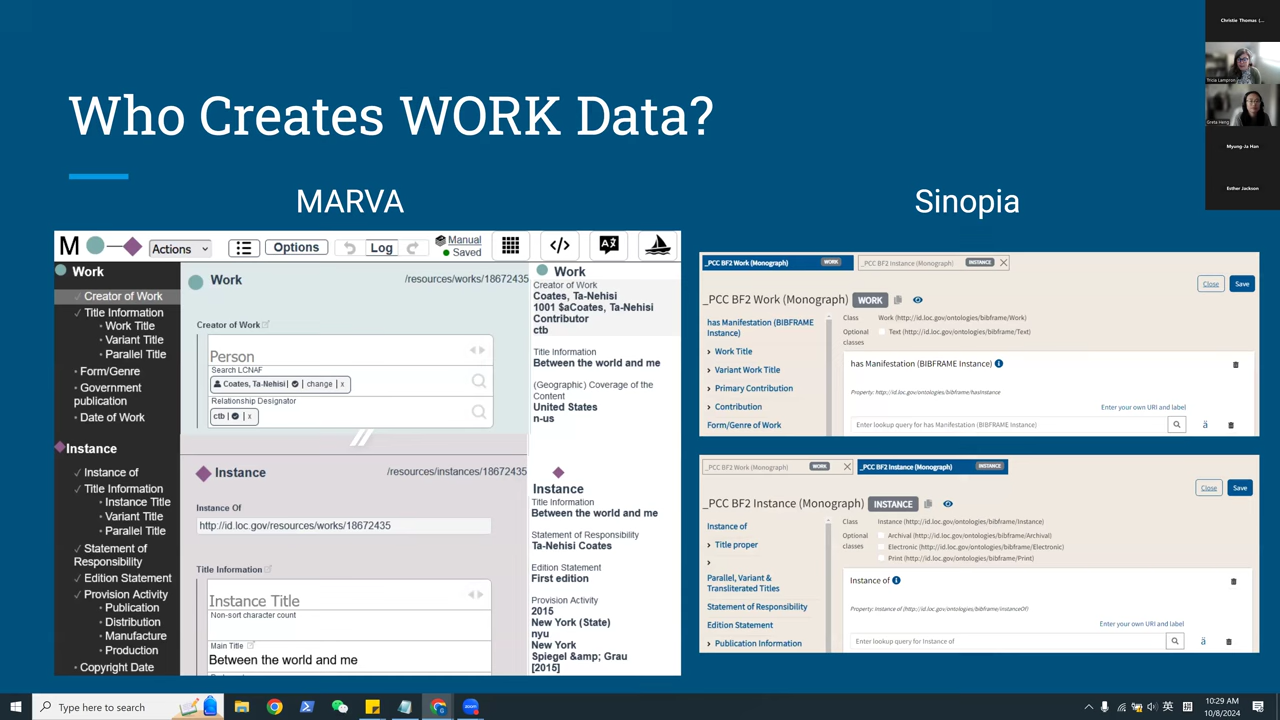 Who Creates WORK Data?
MARVA
Sinopia
M
Actions
Options
Log
Manual
Saved
Work
Creator of Work
Title Information
Work Title
Variant Title
Parallel Title
Form/Genre
Government
publication
Date of Work
Instance
Instance of
Title Information
Instance Title
Variant Title
Parallel Title
Statement of
Responsibility
Edition Statement
Provision Activity
Publication
Distribution
Manufacture
Production
Copyright Date
Work
/resources/works/18672435
Creator of Work
Person
Search LCNAF
Coates, Ta-Nehisi| change | x
Relationship Designator
ctb | | x
Instance
/resources/instances/18672435
Instance Of
http://id.loc.gov/resources/works/18672435
Title Information
Instance Title
Non-sort character count
Main Title
Between the world and me
Work
Creator of Work
Coates, Ta-Nehisi
1001 $aCoates, Ta-Nehisi
Contributor
ctb
Title Information
Between the world and me
(Geographic) Coverage of the
Content
United States
n-us
Instance
Title Information
Between the world and me
Statement of Responsibility
Ta-Nehisi Coates
Edition Statement
First edition
Provision Activity
2015
New York (State)
nyu
New York
Spiegel &amp; Grau
[2015]
_PCC BF2 Work (Monograph) WORK
_PCC BF2 Instance (Monograph) INSTANCE
Close
Save
_PCC BF2 Work (Monograph) WORK
has Manifestation (BIBFRAME
Instance)
Work Title
Variant Work Title
Primary Contribution
Contribution
Form/Genre of Work
Class Work (http://id.loc.gov/ontologies/bibframe/Work)
Optional Text (http://id.loc.gov/ontologies/bibframe/Text)
classes
has Manifestation (BIBFRAME Instance)
Property: http://id.loc.gov/ontologies/bibframe/hasInstance
Enter your own URI and label
Enter lookup query for has Manifestation (BIBFRAME Instance)
ä
_PCC BF2 Work (Monograph) WORK
_PCC BF2 Instance (Monograph) INSTANCE
Close
Save
_PCC BF2 Instance (Monograph) INSTANCE
Instance of
Title proper
Parallel, Variant &
Transliterated Titles
Statement of Responsibility
Edition Statement
Publication Information
Class Instance (http://id.loc.gov/ontologies/bibframe/Instance)
Optional Archival (http://id.loc.gov/ontologies/bibframe/Archival)
classes Electronic (http://id.loc.gov/ontologies/bibframe/Electronic)
Print (http://id.loc.gov/ontologies/bibframe/Print)
Instance of
Property: Instance of (http://id.loc.gov/ontologies/bibframe/instanceOf)
Enter your own URI and label
Enter lookup query for Instance of
ä
Christie Thomas (...
Tricia Lampron
Greta Heng
Myung-Ja Han
Esther Jackson
Type here to search
zoom
英
拼
10:29 AM
10/8/2024